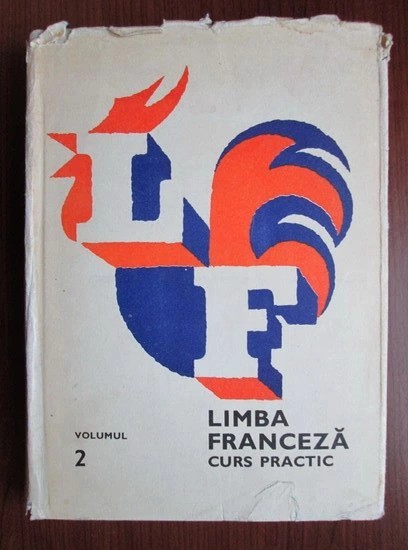 LF
VOLUMUL
2
LIMBA
FRANCEZĂ
CURS PRACTIC